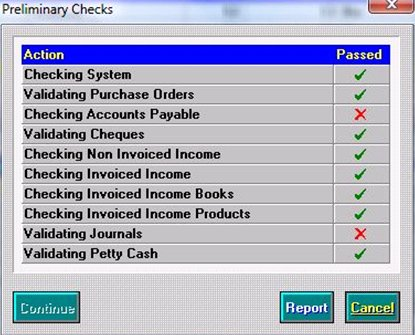 Preliminary Checks
Action Passed
Checking System
Validating Purchase Orders
Checking Accounts Payable
Validating Cheques
Checking Non Invoiced Income
Checking Invoiced Income
Checking Invoiced Income Books
Checking Invoiced Income Products
Validating Journals
Validating Petty Cash
Continue Report Cancel